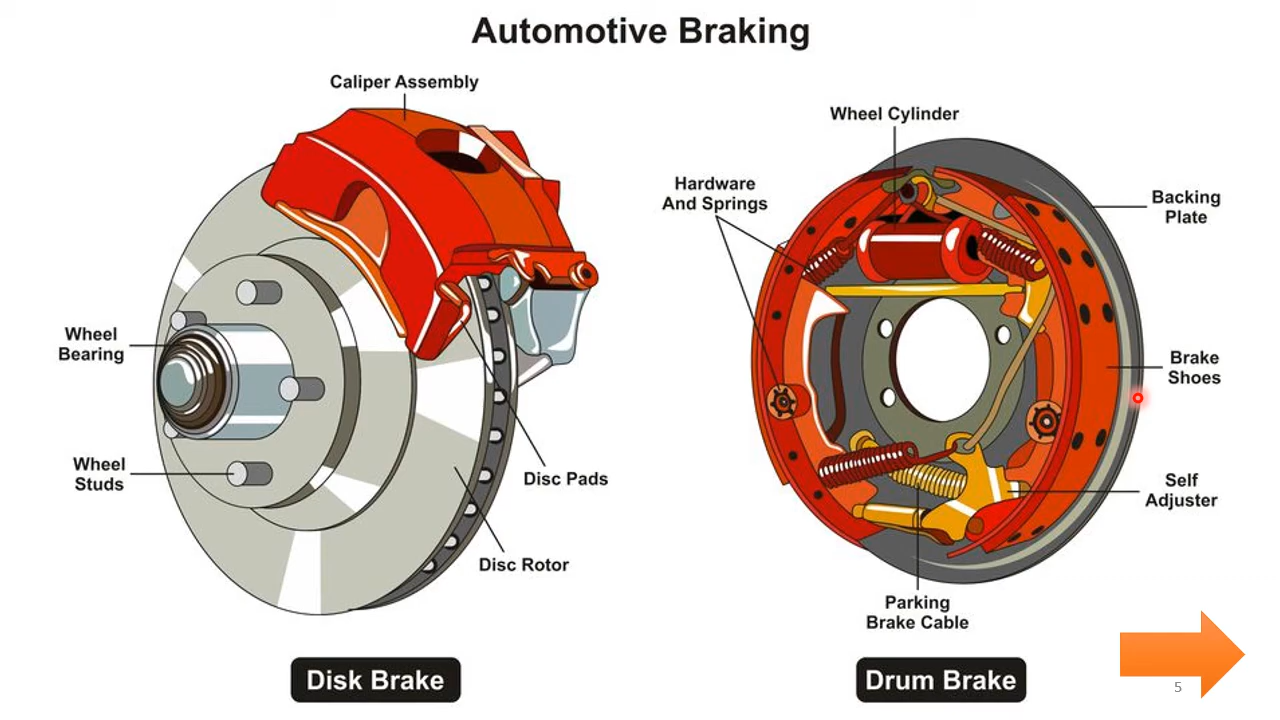 Automotive Braking
Caliper Assembly
Wheel
Bearing
Wheel
Studs
Disc Pads
Disc Rotor
Disk Brake
Wheel Cylinder
Hardware
And Springs
Backing
Plate
Brake
Shoes
Self
Adjuster
Parking
Brake Cable
Drum Brake
5